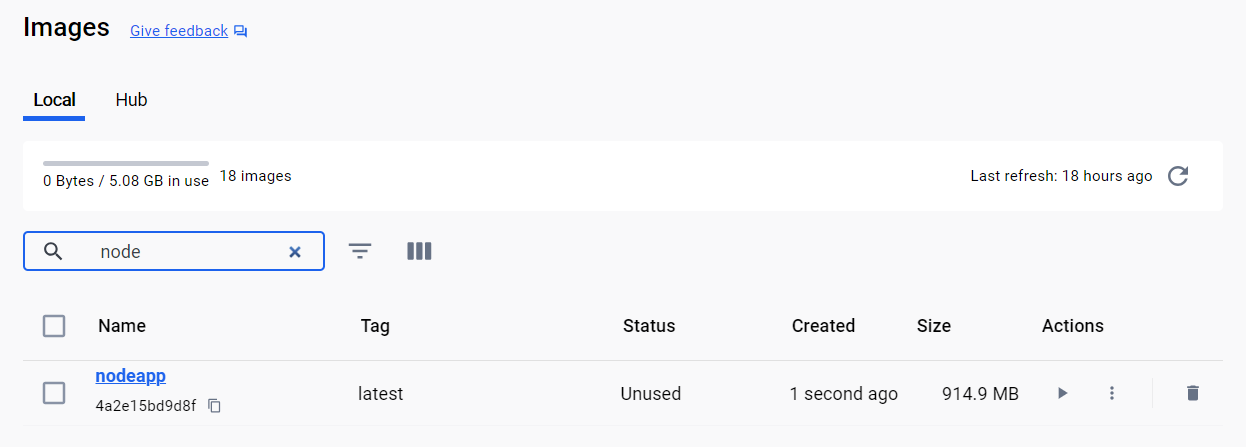 Images Give feedback
Local Hub
0 Bytes / 5.08 GB in use 18 images Last refresh: 18 hours ago
node
Name Tag Status Created Size Actions
nodeapp
4a2e15bd9d8f latest Unused 1 second ago 914.9 MB